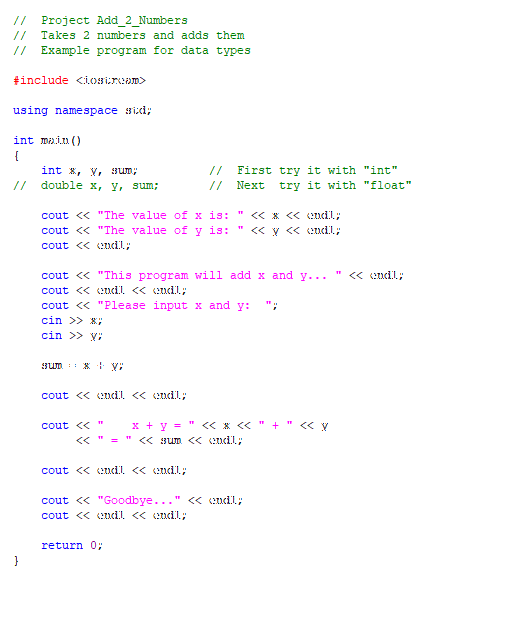 //  Project Add_2_Numbers
//  Takes 2 numbers and adds them
//  Example program for data types
#include <iostream>
using namespace std;
int main()
{
    int x, y, sum;          //  First try it with "int"
//  double x, y, sum;       //  Next  try it with "float"
    cout << "The value of x is: " << x << endl;
    cout << "The value of y is: " << y << endl;
    cout << endl;
    cout << "This program will add x and y... " << endl;
    cout << endl << endl;
    cout << "Please input x and y:  ";
    cin >> x;
    cin >> y;
    sum = x + y;
    cout << endl << endl;
    cout << "    x + y = " << x << " + " << y
         << " = " << sum << endl;
    cout << endl << endl;
    cout << "Goodbye..." << endl;
    cout << endl << endl;
    return 0;
}